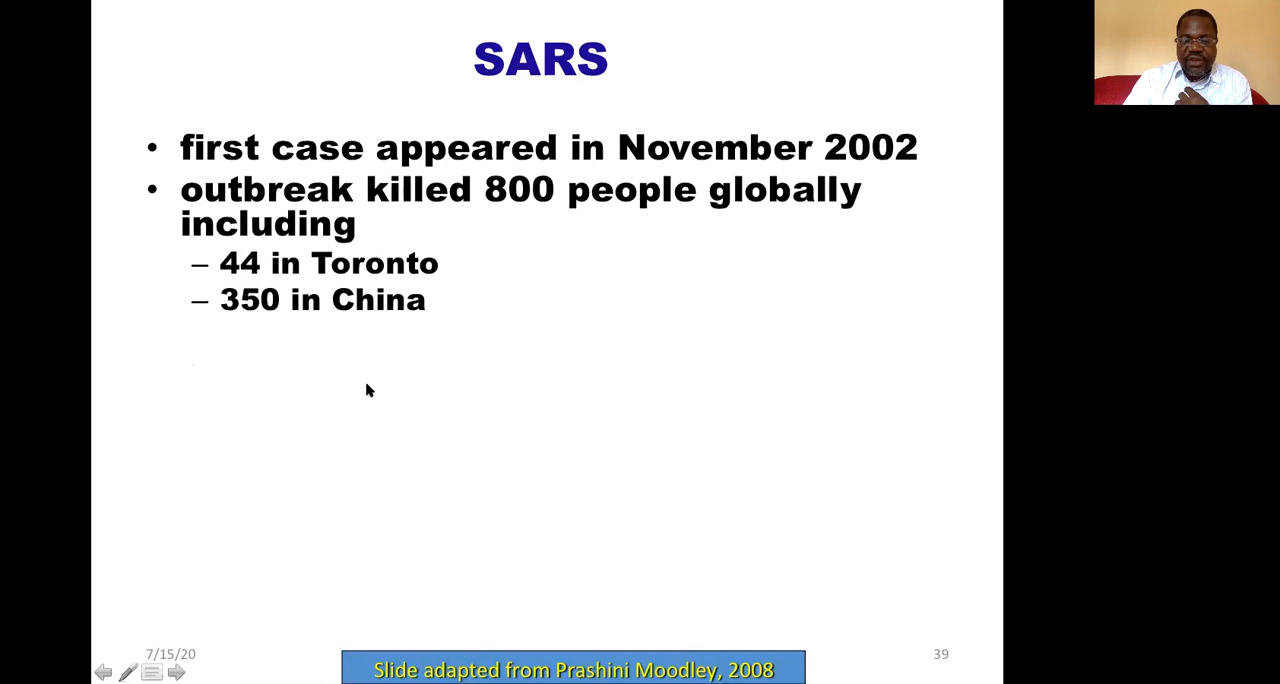 SARS
• first case appeared in November 2002
• outbreak killed 800 people globally
including
– 44 in Toronto
– 350 in China
7/15/20
39
Slide adapted from Prashini Moodley, 2008